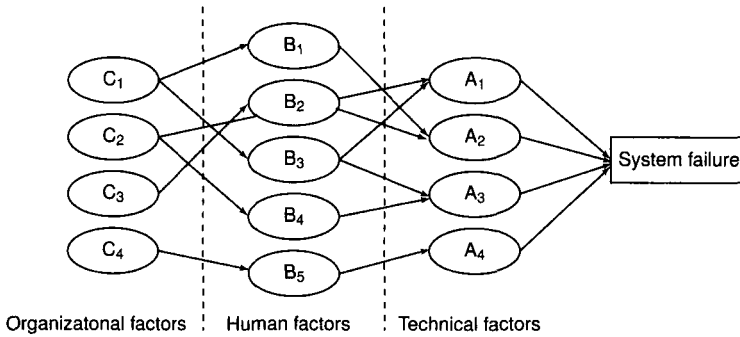 C1
C2
C3
C4
B1
B2
B3
B4
B5
A1
A2
A3
A4
System failure
Organizatonal factors
Human factors
Technical factors